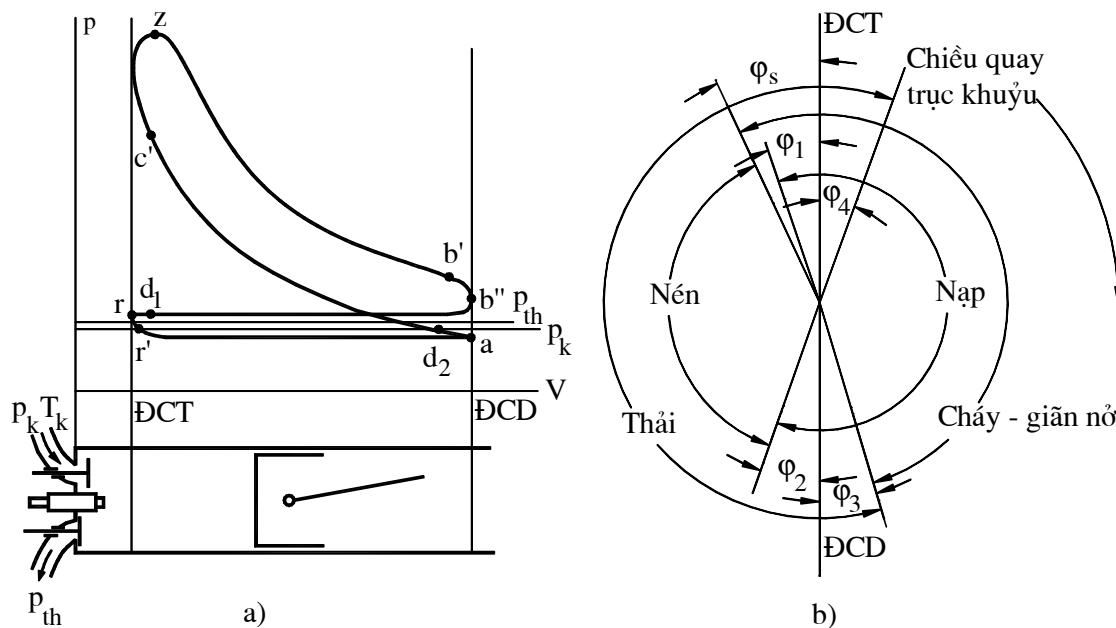 p
z
c'
b'
b"
r
d1
pth
pk
r'
d2
a
V
ĐCT
ĐCD
pk Tk
pth
a)
ĐCT
Chiều quay
trục khuỷu
φs
φ1
φ4
Nén
Nạp
Thải
Cháy - giãn nở
φ2
φ3
ĐCD
b)